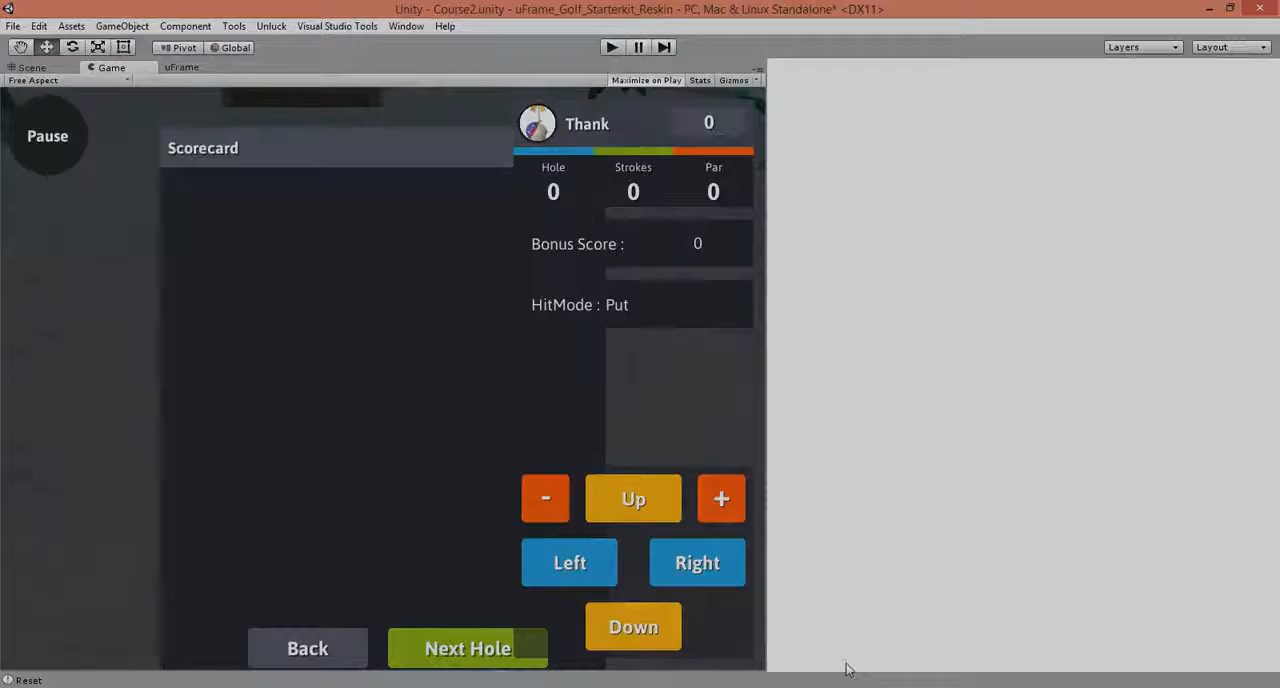 Unity - Course2.unity - uFrame_Golf_Starterkit_Reskin - PC, Mac & Linux Standalone* <DX11>
File Edit Assets GameObject Component Tools Unluck Visual Studio Tools Window Help
Pivot Global Layers Layout
Scene Game uFrame
Free Aspect Maximize on Play Stats Gizmos
Pause
Thank 0
Scorecard
Hole Strokes Par
0 0 0
Bonus Score : 0
HitMode : Put
- Up +
Left Right
Down
Back Next Hole
Reset